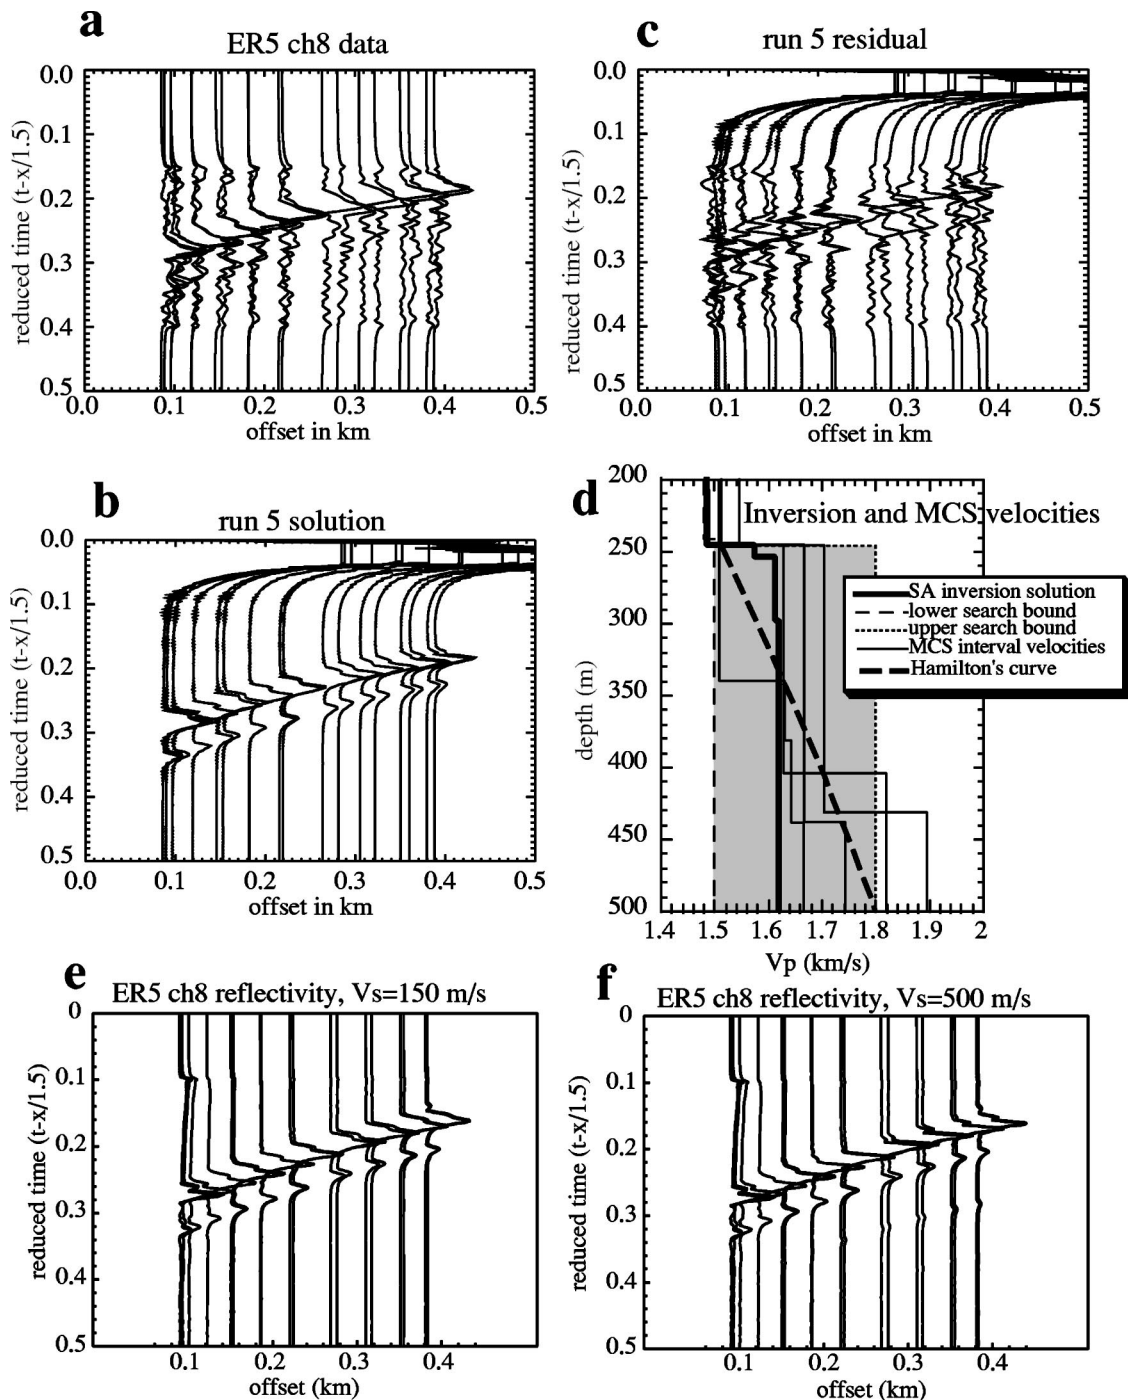 a
ER5 ch8 data
0.0
0.1
0.2
0.3
0.4
0.5
reduced time (t-x/1.5)
0.0 0.1 0.2 0.3 0.4 0.5
offset in km
c
run 5 residual
0.0
0.1
0.2
0.3
0.4
0.5
reduced time (t-x/1.5)
0.0 0.1 0.2 0.3 0.4 0.5
offset in km
b
run 5 solution
0.0
0.1
0.2
0.3
0.4
0.5
reduced time (t-x/1.5)
0.0 0.1 0.2 0.3 0.4 0.5
offset in km
d
Inversion and MCS velocities
200
250
300
350
400
450
500
depth (m)
SA inversion solution
lower search bound
upper search bound
MCS interval velocities
Hamilton's curve
1.4 1.5 1.6 1.7 1.8 1.9 2
Vp (km/s)
e
ER5 ch8 reflectivity, Vs=150 m/s
0
0.1
0.2
0.3
0.4
0.5
reduced time (t-x/1.5)
0.1 0.2 0.3 0.4
offset (km)
f
ER5 ch8 reflectivity, Vs=500 m/s
0
0.1
0.2
0.3
0.4
0.5
reduced time (t-x/1.5)
0.1 0.2 0.3 0.4
offset (km)